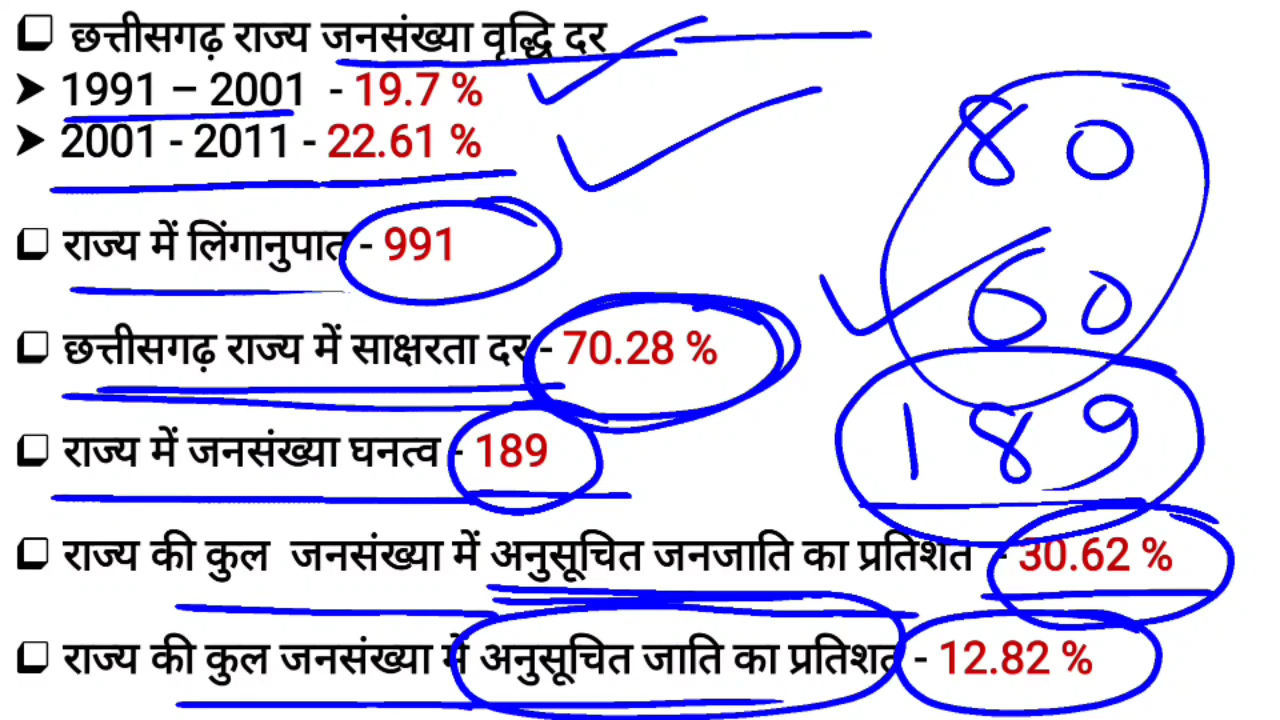 ❑ छत्तीसगढ़ राज्य जनसंख्या वृद्धि दर
➤ 1991 – 2001 - 19.7 %
➤ 2001 - 2011 - 22.61 %
❑ राज्य में लिंगानुपात - 991
❑ छत्तीसगढ़ राज्य में साक्षरता दर - 70.28 %
❑ राज्य में जनसंख्या घनत्व - 189
❑ राज्य की कुल जनसंख्या में अनुसूचित जनजाति का प्रतिशत - 30.62 %
❑ राज्य की कुल जनसंख्या में अनुसूचित जाति का प्रतिशत - 12.82 %
80
60
189